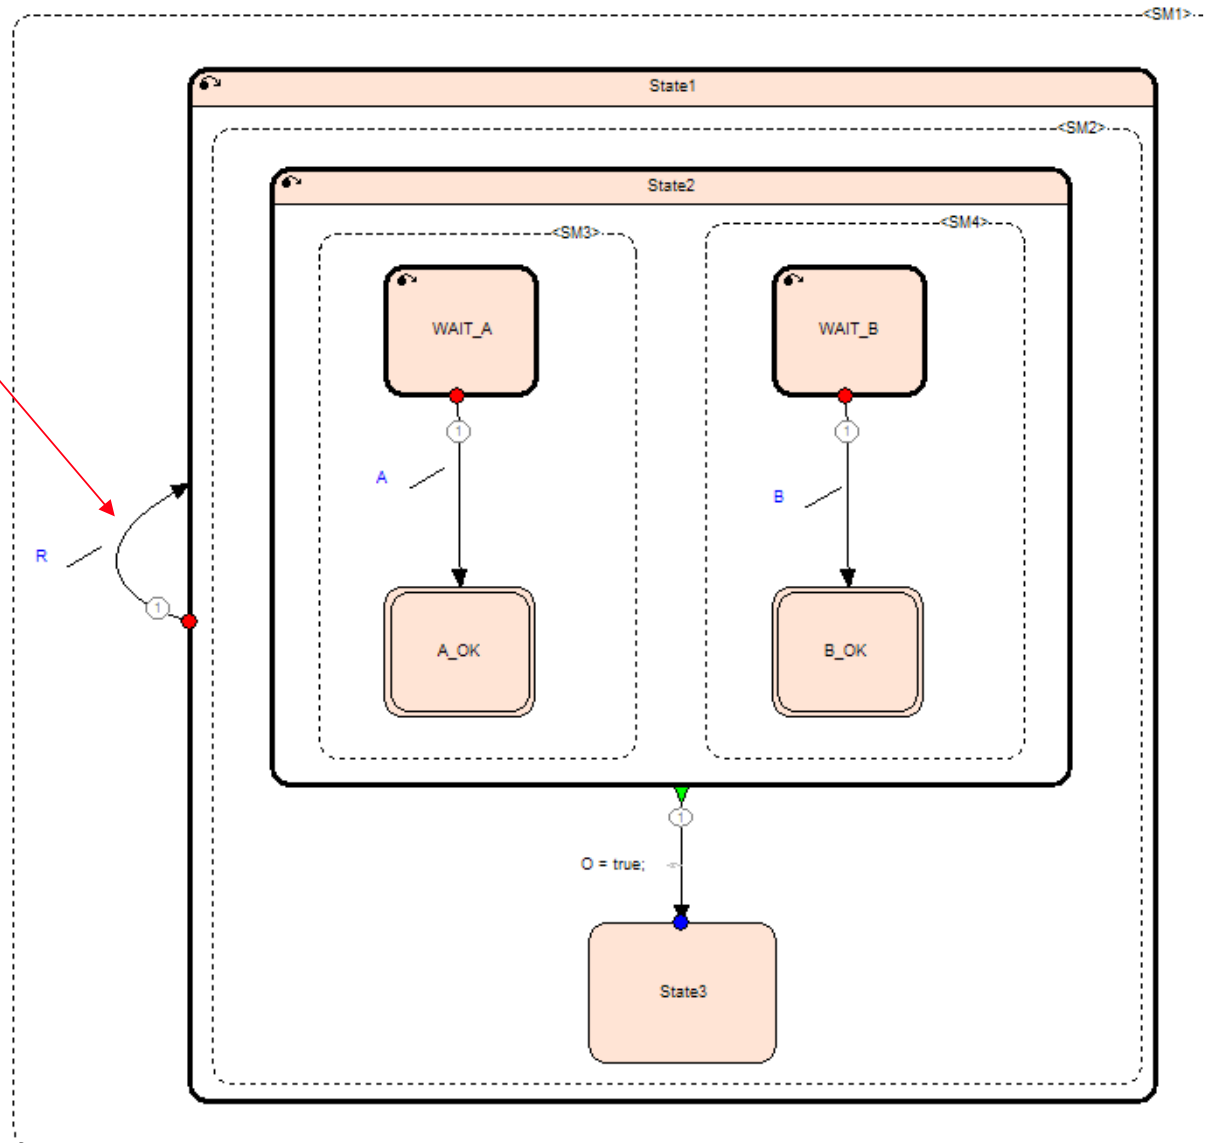 <SM1>
State1
<SM2>
State2
<SM3>
<SM4>
WAIT_A
WAIT_B
1
1
A
B
R
1
A_OK
B_OK
1
O = true;
State3